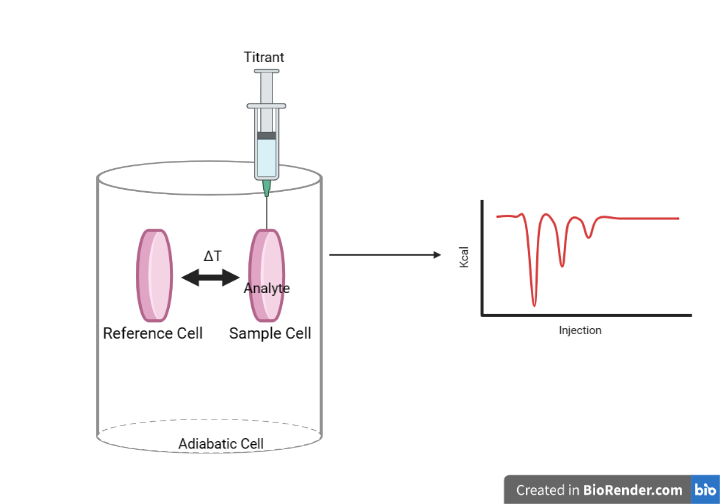 Titrant
ΔT
Analyte
Reference Cell
Sample Cell
Adiabatic Cell
Kcal
Injection
Created in BioRender.com bio